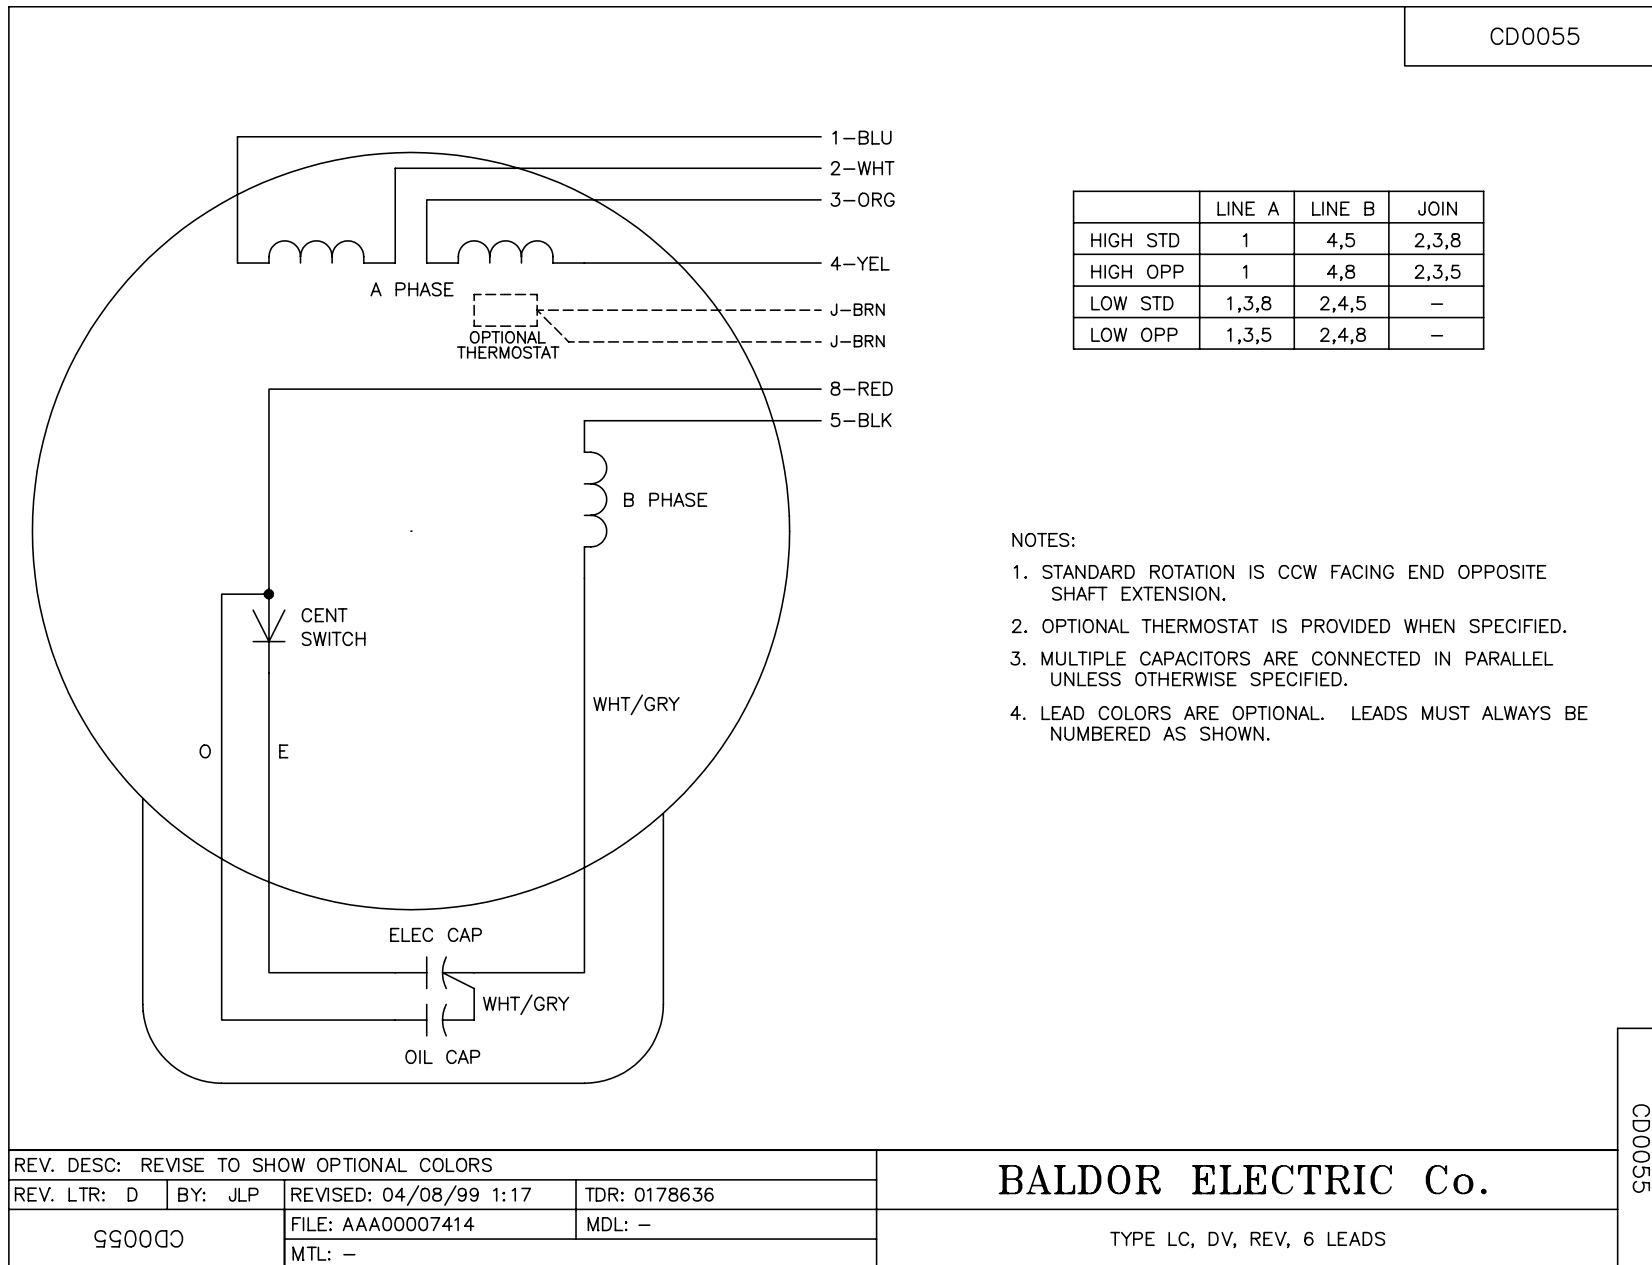 CD0055
1-BLU
2-WHT
3-ORG
4-YEL
A PHASE
J-BRN
OPTIONAL
THERMOSTAT
J-BRN
8-RED
5-BLK
B PHASE
CENT
SWITCH
WHT/GRY
O
E
ELEC CAP
WHT/GRY
OIL CAP
LINE A LINE B JOIN
HIGH STD 1 4,5 2,3,8
HIGH OPP 1 4,8 2,3,5
LOW STD 1,3,8 2,4,5 -
LOW OPP 1,3,5 2,4,8 -
NOTES:
1. STANDARD ROTATION IS CCW FACING END OPPOSITE
SHAFT EXTENSION.
2. OPTIONAL THERMOSTAT IS PROVIDED WHEN SPECIFIED.
3. MULTIPLE CAPACITORS ARE CONNECTED IN PARALLEL
UNLESS OTHERWISE SPECIFIED.
4. LEAD COLORS ARE OPTIONAL. LEADS MUST ALWAYS BE
NUMBERED AS SHOWN.
CD0055
REV. DESC: REVISE TO SHOW OPTIONAL COLORS
REV. LTR: D BY: JLP REVISED: 04/08/99 1:17 TDR: 0178636
CD0055
FILE: AAA00007414 MDL: -
MTL: -
BALDOR ELECTRIC Co.
TYPE LC, DV, REV, 6 LEADS